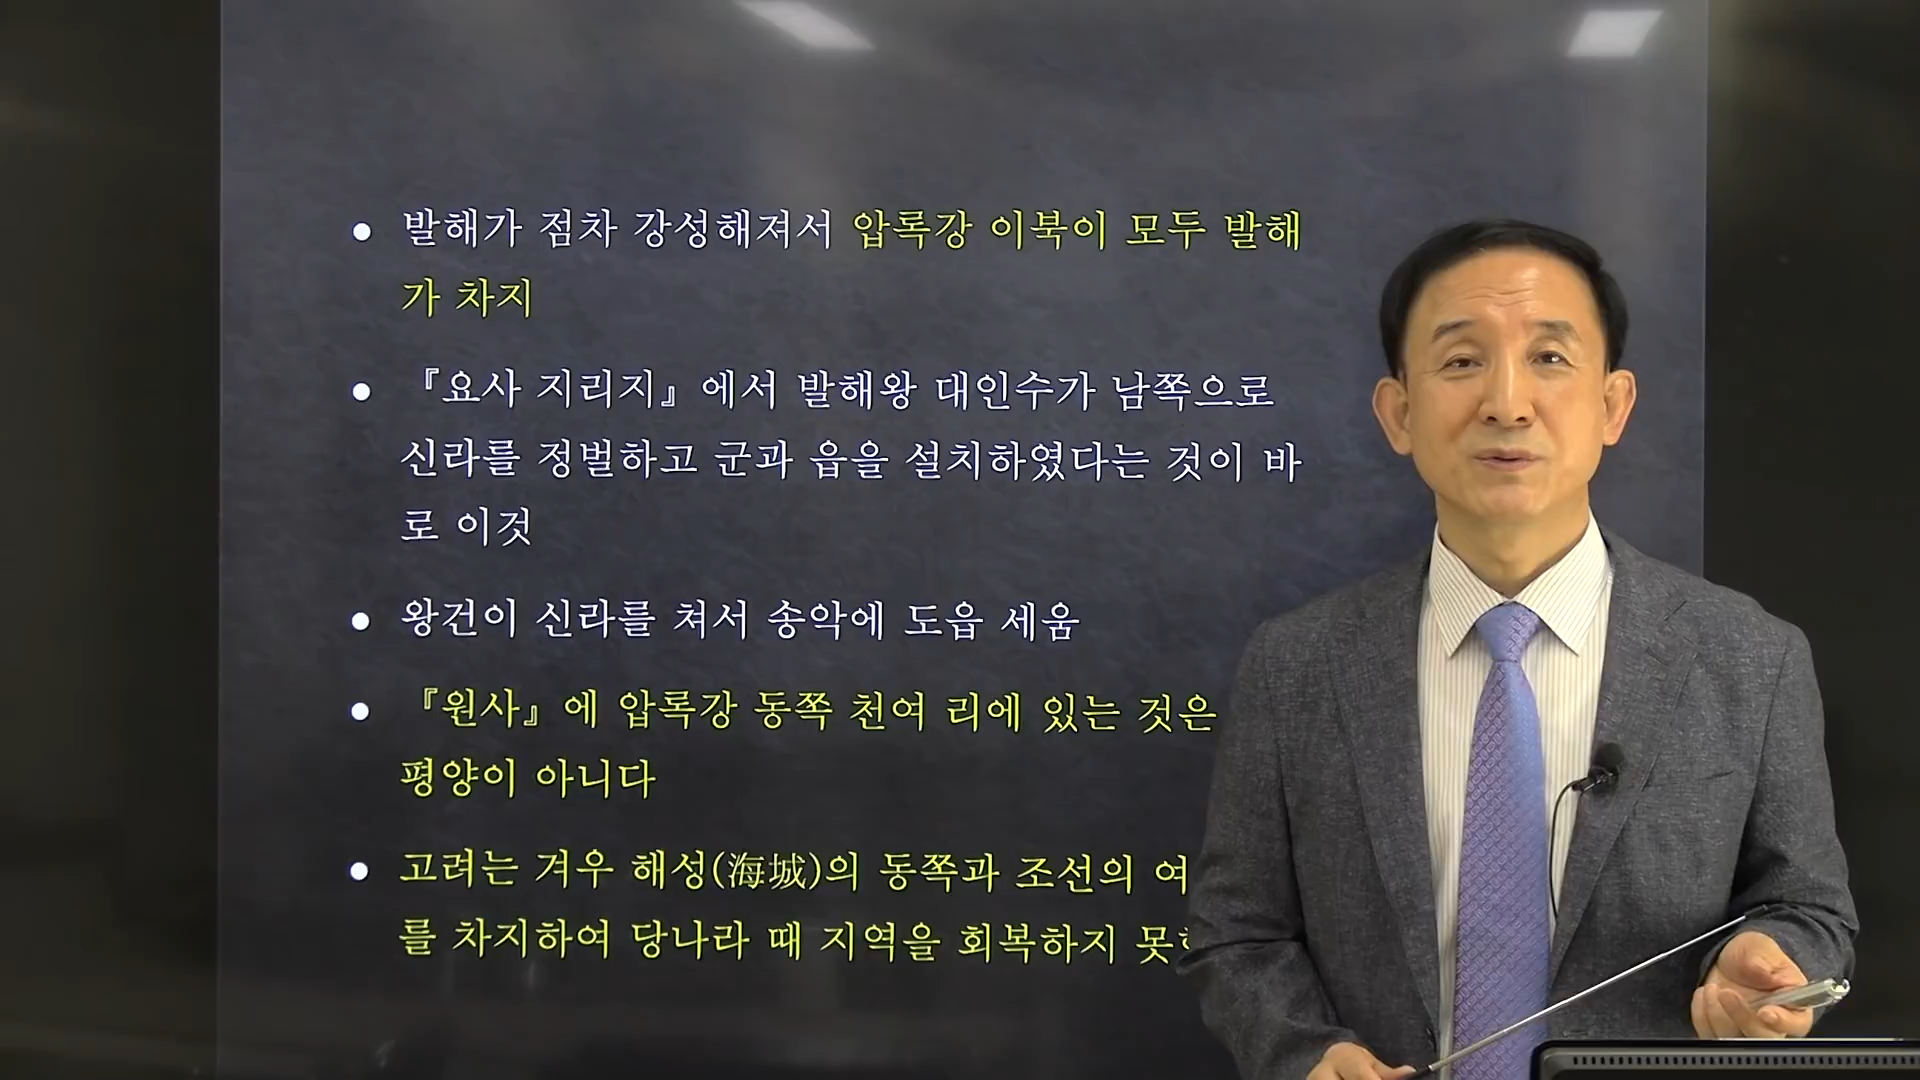 발해가 점차 강성해져서 압록강 이북이 모두 발해
가 차지
『요사 지리지』에서 발해왕 대인수가 남쪽으로
신라를 정벌하고 군과 읍을 설치하였다는 것이 바
로 이것
왕건이 신라를 쳐서 송악에 도읍 세움
『원사』에 압록강 동쪽 천여 리에 있는 것은
평양이 아니다
고려는 겨우 해성(海城)의 동쪽과 조선의 여
를 차지하여 당나라 때 지역을 회복하지